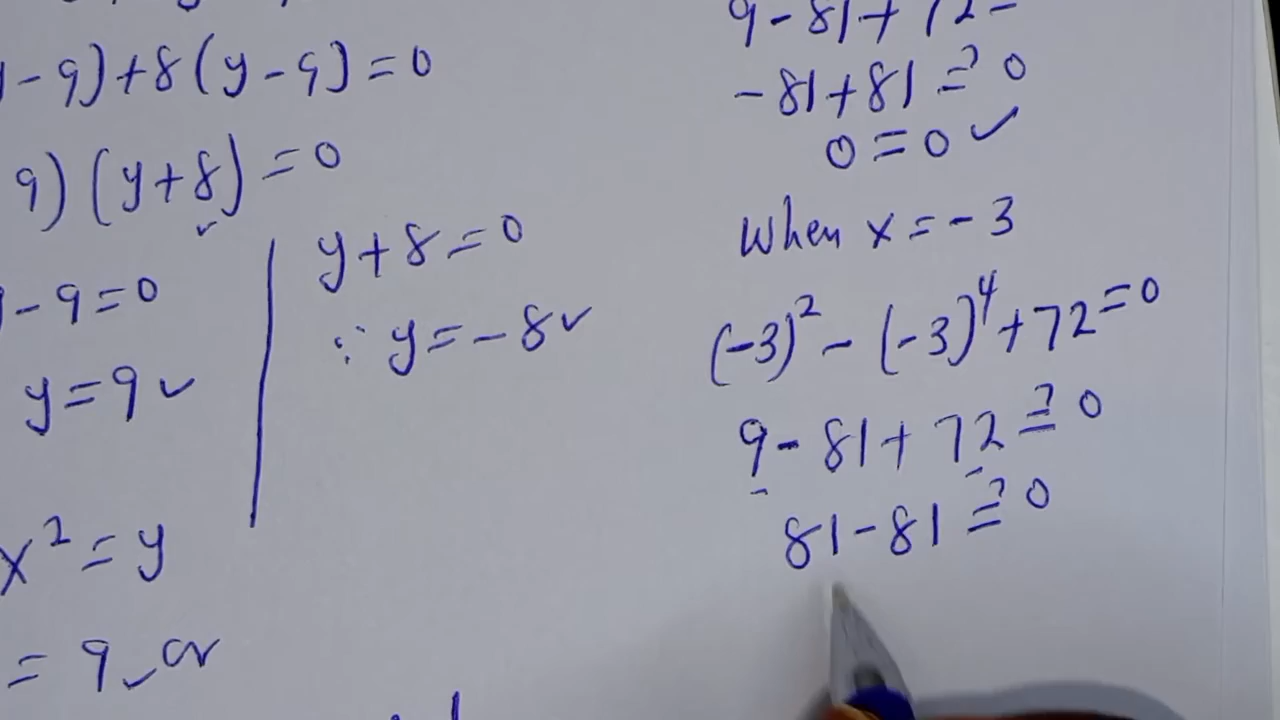 - 9) + 8(y - 9) = 0
9) (y + 8) = 0
- 9 = 0
y = 9 ✓
y + 8 = 0
∴ y = - 8 ✓
x² = y
= 9 ✓ or
9 - 81 + 72 =
- 81 + 81 ≟ 0
0 = 0 ✓
When x = - 3
(-3)² - (-3)⁴ + 72 = 0
9 - 81 + 72 ≟ 0
81 - 81 ≟ 0